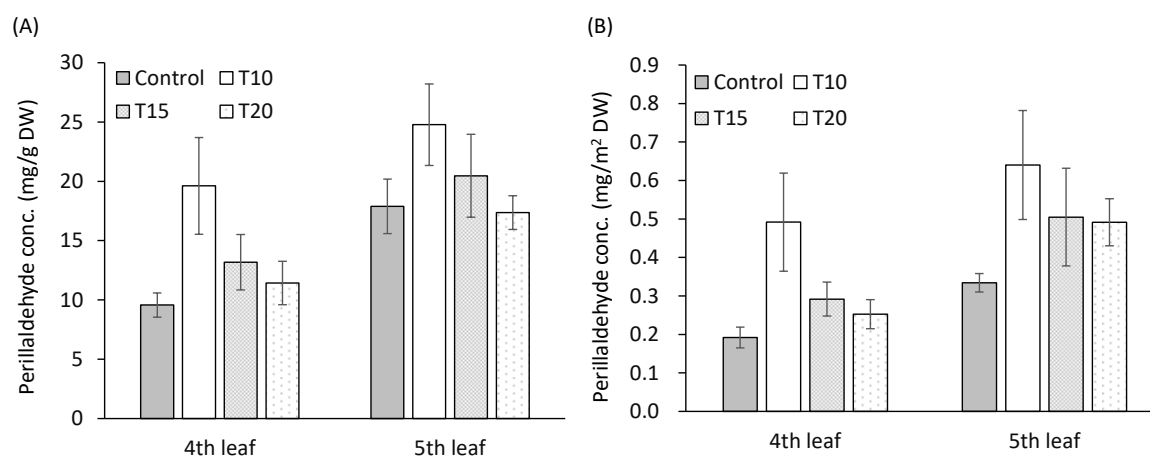 (A)
Perillaldehyde conc. (mg/g DW)
30
25
20
15
10
5
0
Control
T10
T15
T20
4th leaf
5th leaf
(B)
Perillaldehyde conc. (mg/m² DW)
0.9
0.8
0.7
0.6
0.5
0.4
0.3
0.2
0.1
0.0
Control
T10
T15
T20
4th leaf
5th leaf